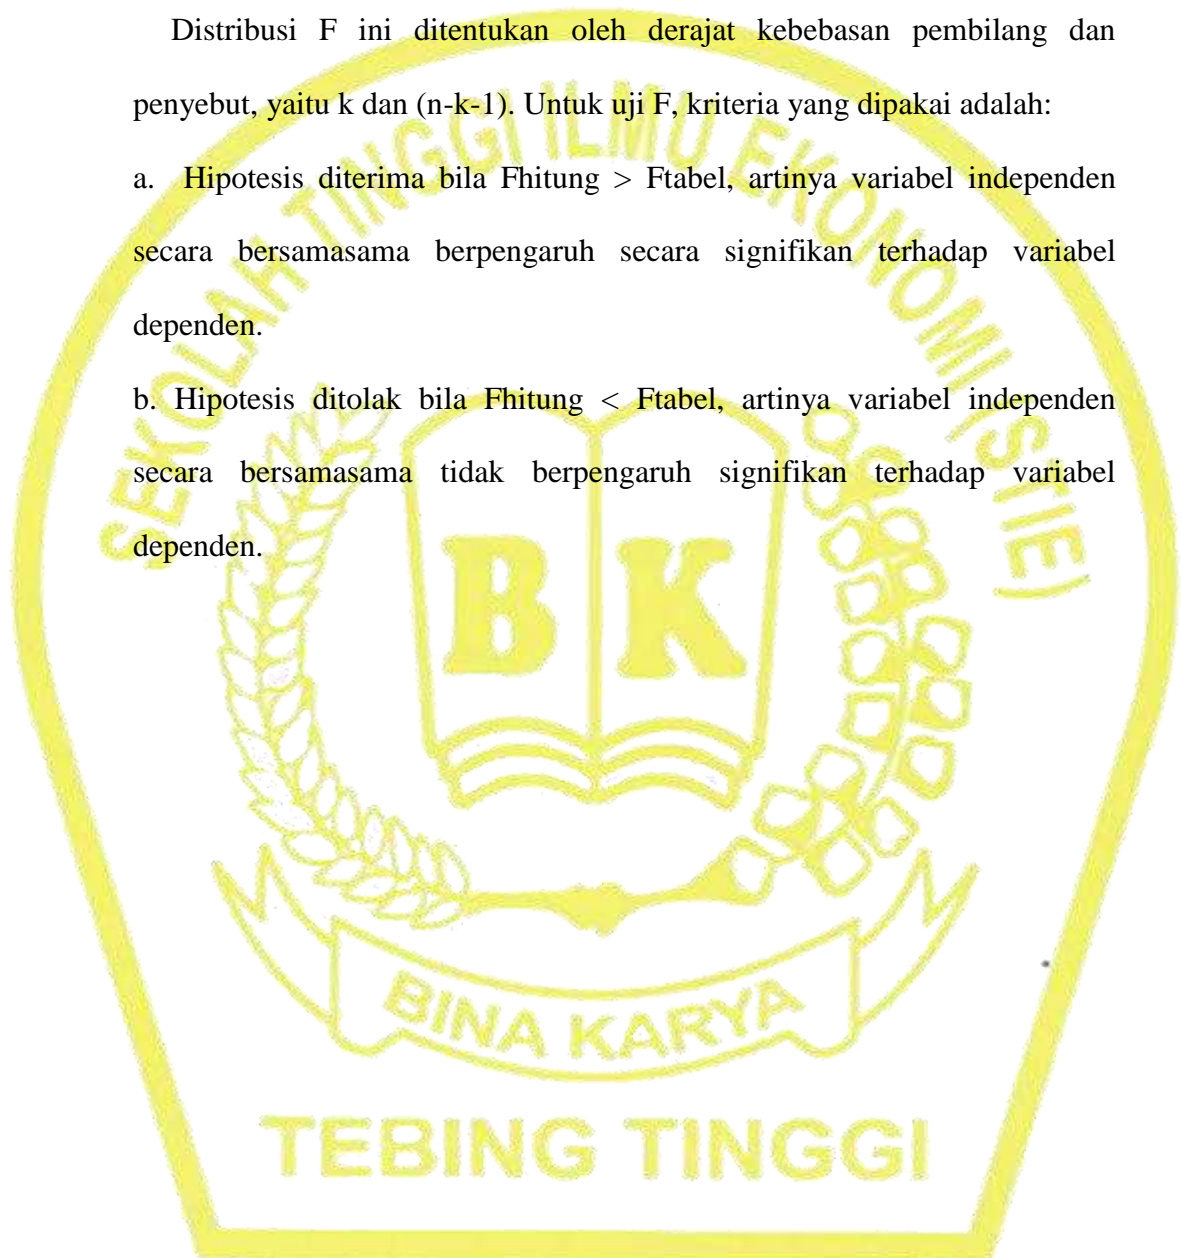 Distribusi F ini ditentukan oleh derajat kebebasan pembilang dan
penyebut, yaitu k dan (n-k-1). Untuk uji F, kriteria yang dipakai adalah:
a. Hipotesis diterima bila Fhitung > Ftabel, artinya variabel independen
secara bersamasama berpengaruh secara signifikan terhadap variabel
dependen.
b. Hipotesis ditolak bila Fhitung < Ftabel, artinya variabel independen
secara bersamasama tidak berpengaruh signifikan terhadap variabel
dependen.
SEKOLAH TINGGI ILMU EKONOMI (STIE)
B K
BINA KARYA
TEBING TINGGI